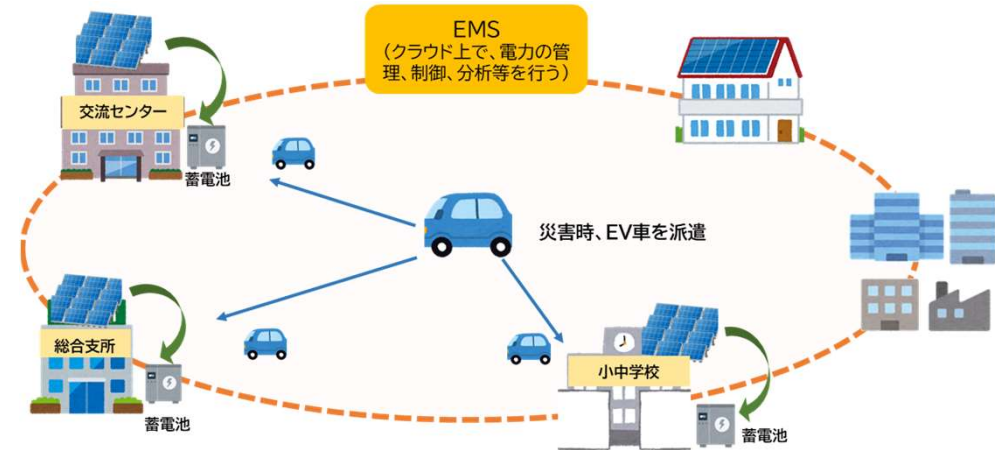 EMS
(クラウド上で、電力の管
理、制御、分析等を行う)
交流センター
蓄電池
災害時、EV車を派遣
総合支所
蓄電池
小中学校
蓄電池